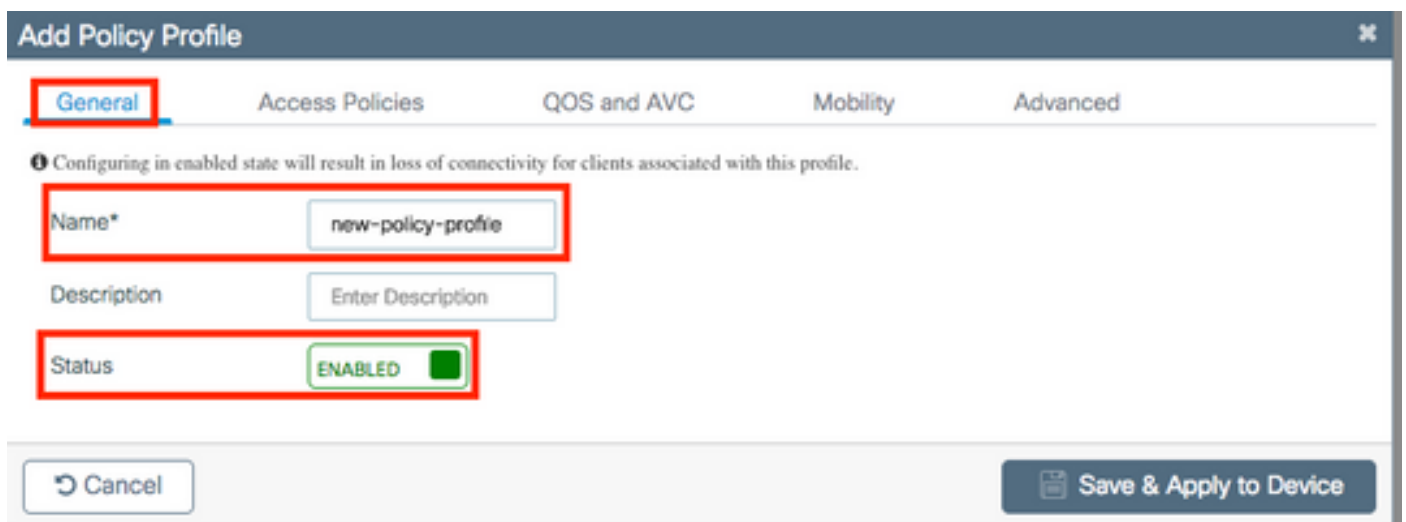 Add Policy Profile
General Access Policies QOS and AVC Mobility Advanced
Configuring in enabled state will result in loss of connectivity for clients associated with this profile.
Name* new-policy-profile
Description Enter Description
Status ENABLED
Cancel Save & Apply to Device